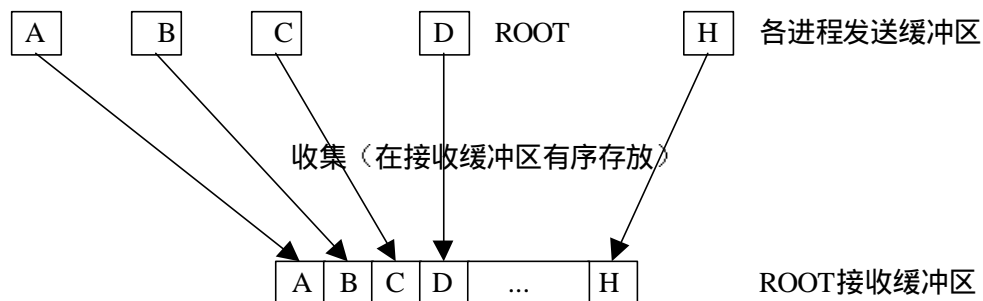 A B C D ROOT H 各进程发送缓冲区
收集（在接收缓冲区有序存放）
A B C D ... H ROOT接收缓冲区